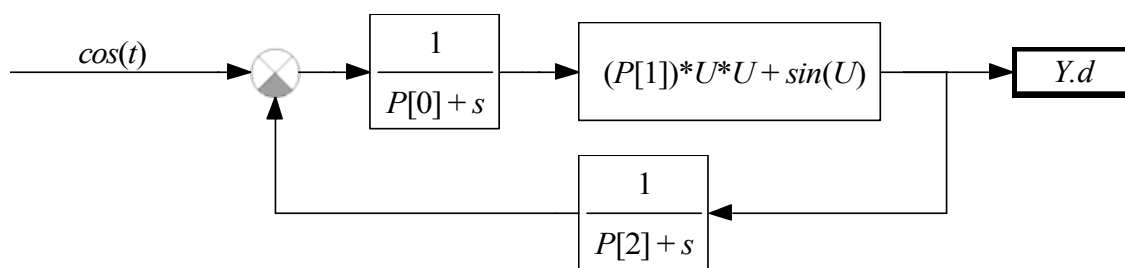 cos(t)
1
P[0] + s
(P[1])*U*U + sin(U)
Y.d
1
P[2] + s